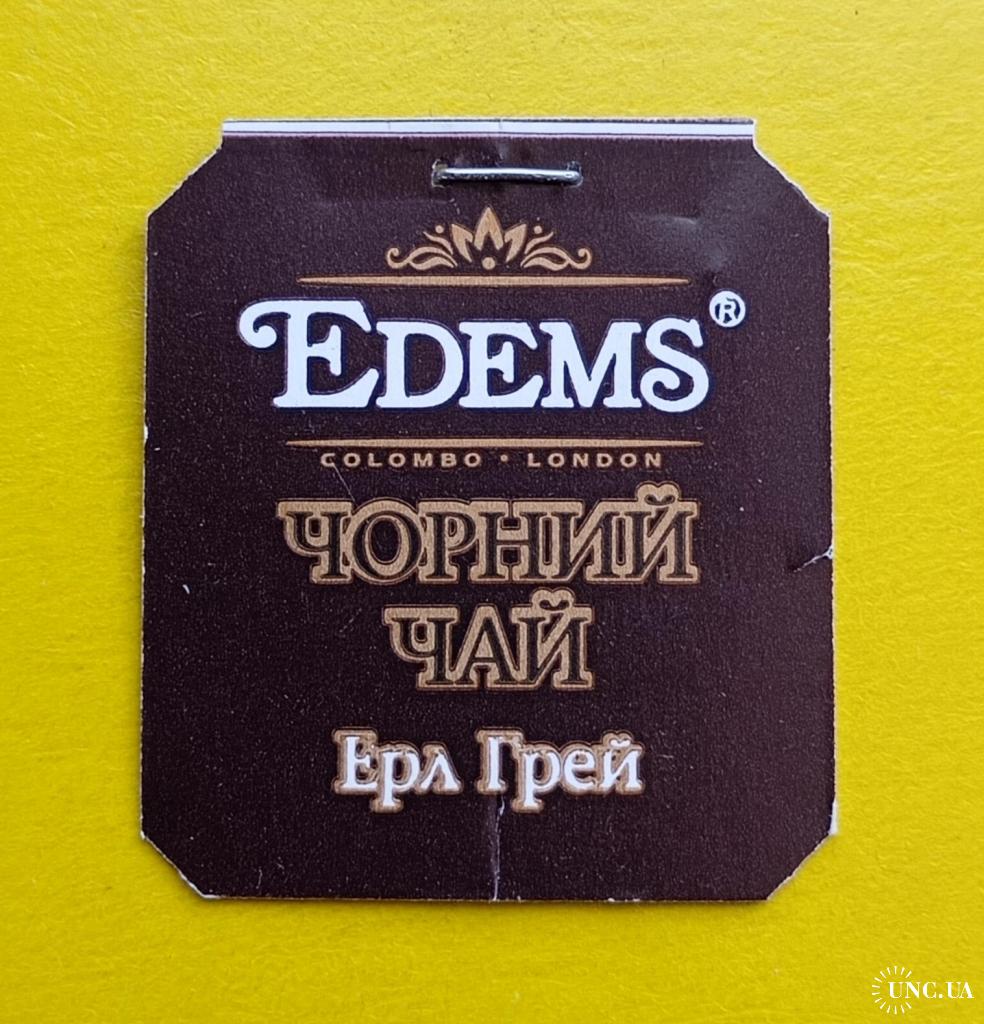 EDEMS®
COLOMBO • LONDON
ЧОРНИЙ
ЧАЙ
Ерл Грей
UNC.UA